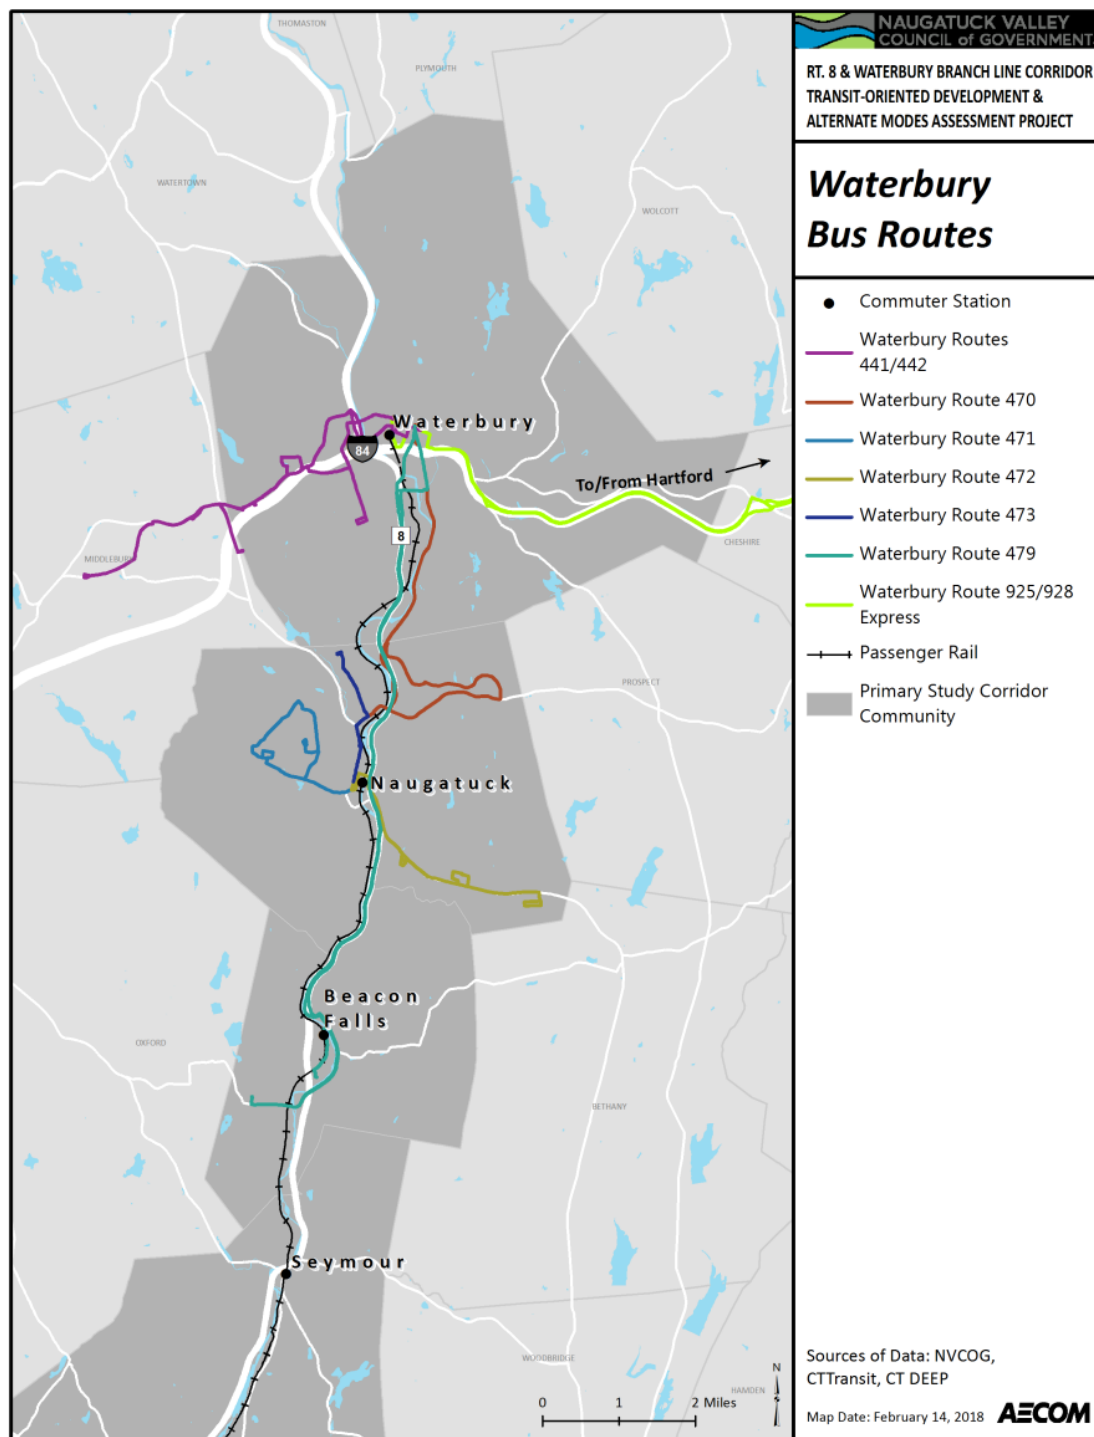 NAUGATUCK VALLEY
COUNCIL of GOVERNMENT
RT. 8 & WATERBURY BRANCH LINE CORRIDOR
TRANSIT-ORIENTED DEVELOPMENT &
ALTERNATE MODES ASSESSMENT PROJECT
Waterbury
Bus Routes
Commuter Station
Waterbury Routes
441/442
Waterbury Route 470
Waterbury Route 471
Waterbury Route 472
Waterbury Route 473
Waterbury Route 479
Waterbury Route 925/928
Express
Passenger Rail
Primary Study Corridor
Community
Sources of Data: NVCOG,
CTTransit, CT DEEP
Map Date: February 14, 2018
AECOM
THOMASTON
PLYMOUTH
WATERTOWN
WOLCOTT
Waterbury
84
To/From Hartford
8
CHESHIRE
MIDDLEBURY
PROSPECT
Naugatuck
Beacon
Falls
OXFORD
BETHANY
Seymour
WOODBRIDGE
HAMDEN
N
0 1 2 Miles